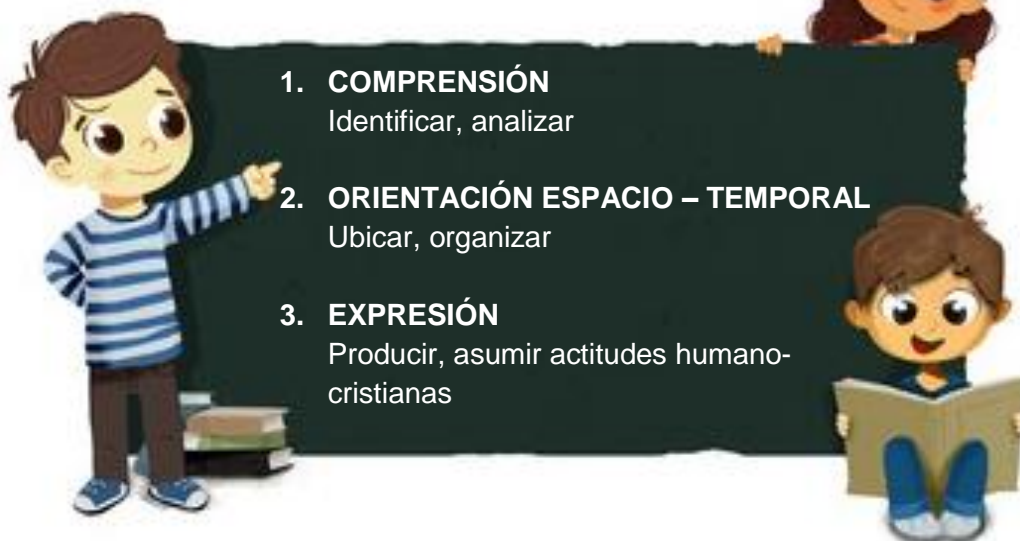 1. COMPRENSIÓN
Identificar, analizar
2. ORIENTACIÓN ESPACIO – TEMPORAL
Ubicar, organizar
3. EXPRESIÓN
Producir, asumir actitudes humano-
cristianas